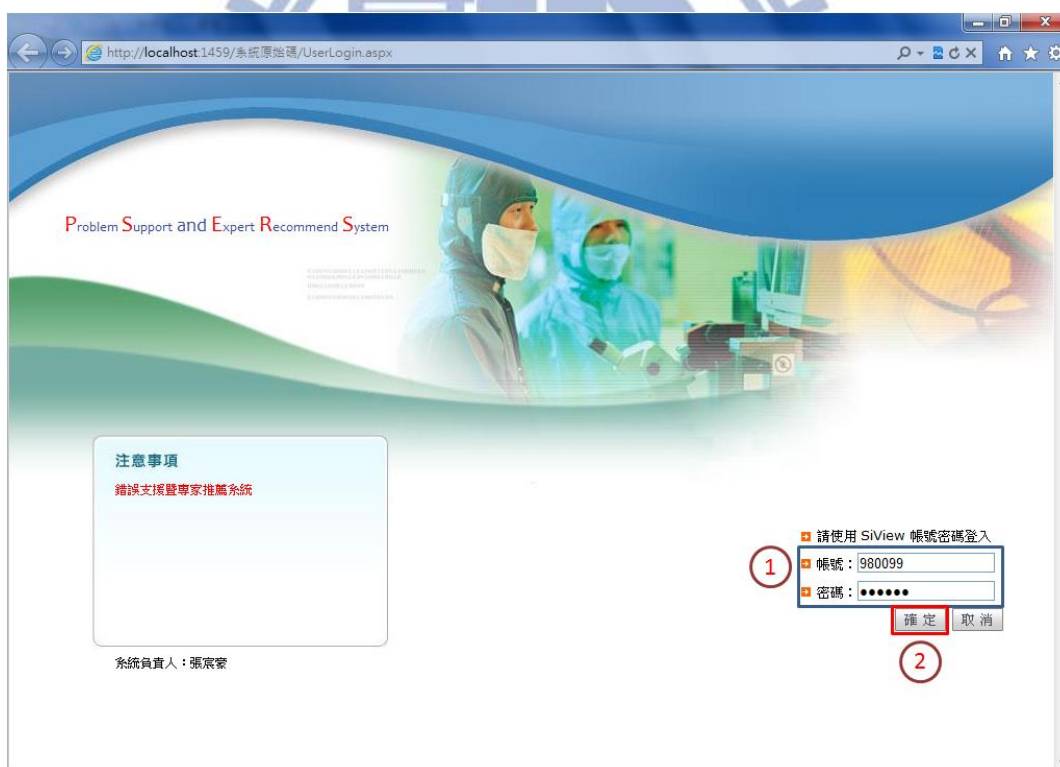 http://localhost:1459/系統原始碼/UserLogin.aspx
Problem Support and Expert Recommend System
注意事項
錯誤支援暨專家推薦系統
請使用 SiView 帳號密碼登入
1
帳號：980099
密碼：●●●●●●
確 定
取 消
2
系統負責人：張宸蓥